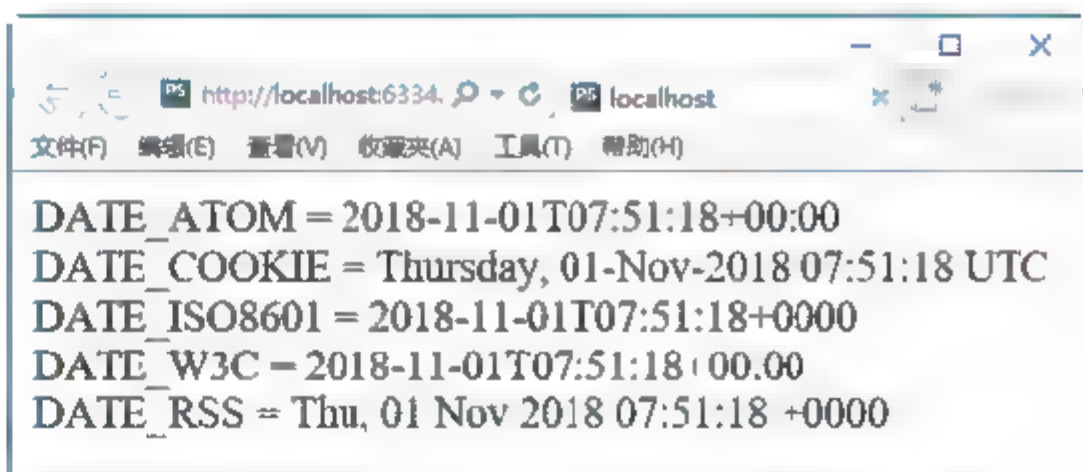 http://localhost:6334. localhost
文件(F) 编辑(E) 查看(V) 收藏夹(A) 工具(T) 帮助(H)
DATE_ATOM = 2018-11-01T07:51:18+00:00
DATE_COOKIE = Thursday, 01-Nov-2018 07:51:18 UTC
DATE_ISO8601 = 2018-11-01T07:51:18+0000
DATE_W3C = 2018-11-01T07:51:18+00:00
DATE_RSS = Thu, 01 Nov 2018 07:51:18 +0000